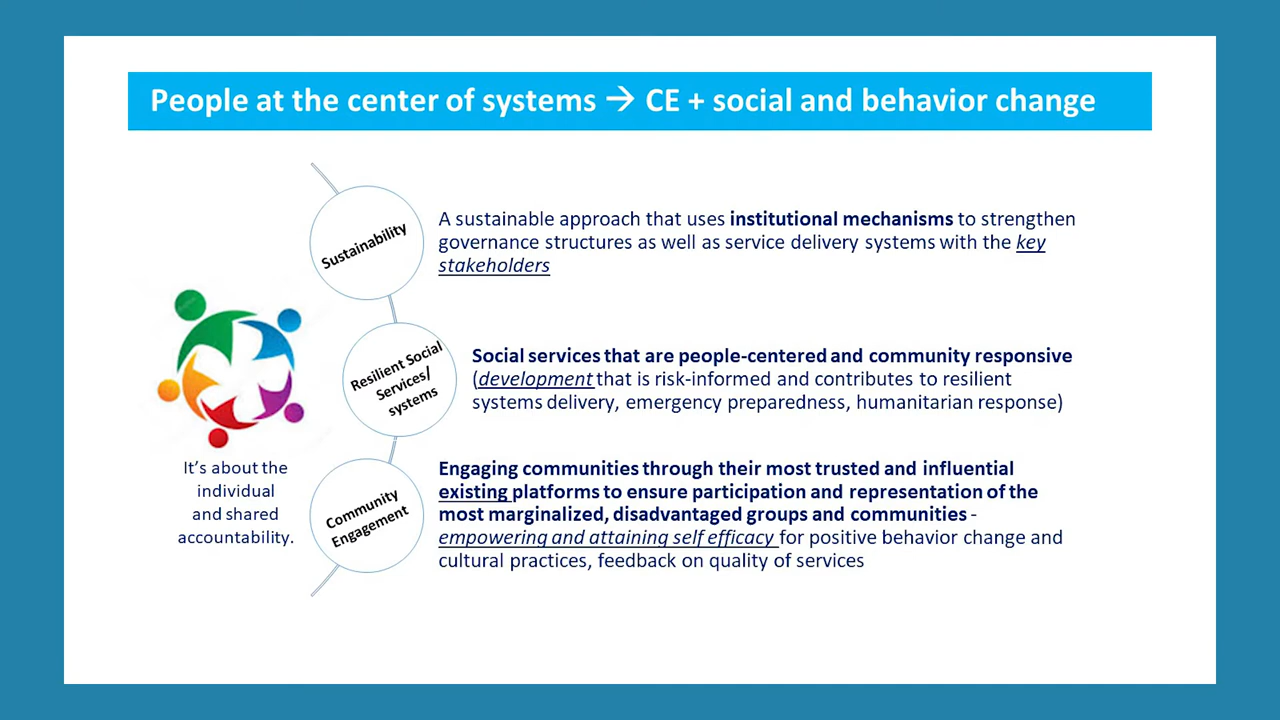 People at the center of systems → CE + social and behavior change
Sustainability
A sustainable approach that uses institutional mechanisms to strengthen
governance structures as well as service delivery systems with the key
stakeholders
Resilient Social
Services/
systems
Social services that are people-centered and community responsive
(development that is risk-informed and contributes to resilient
systems delivery, emergency preparedness, humanitarian response)
It's about the
individual
and shared
accountability.
Community
Engagement
Engaging communities through their most trusted and influential
existing platforms to ensure participation and representation of the
most marginalized, disadvantaged groups and communities -
empowering and attaining self efficacy for positive behavior change and
cultural practices, feedback on quality of services